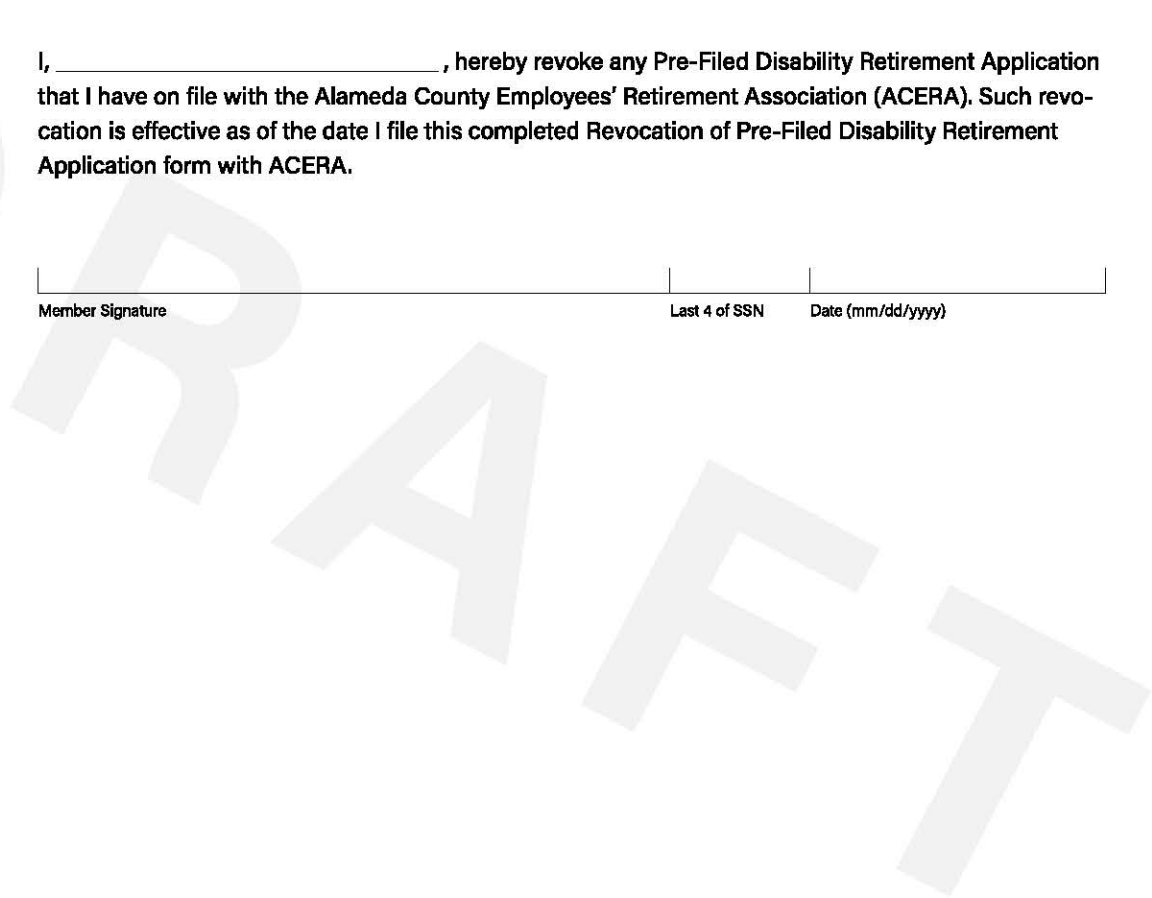 I, ______________________________ , hereby revoke any Pre-Filed Disability Retirement Application
that I have on file with the Alameda County Employees' Retirement Association (ACERA). Such revo-
cation is effective as of the date I file this completed Revocation of Pre-Filed Disability Retirement
Application form with ACERA.
Member Signature
Last 4 of SSN
Date (mm/dd/yyyy)
RAFT